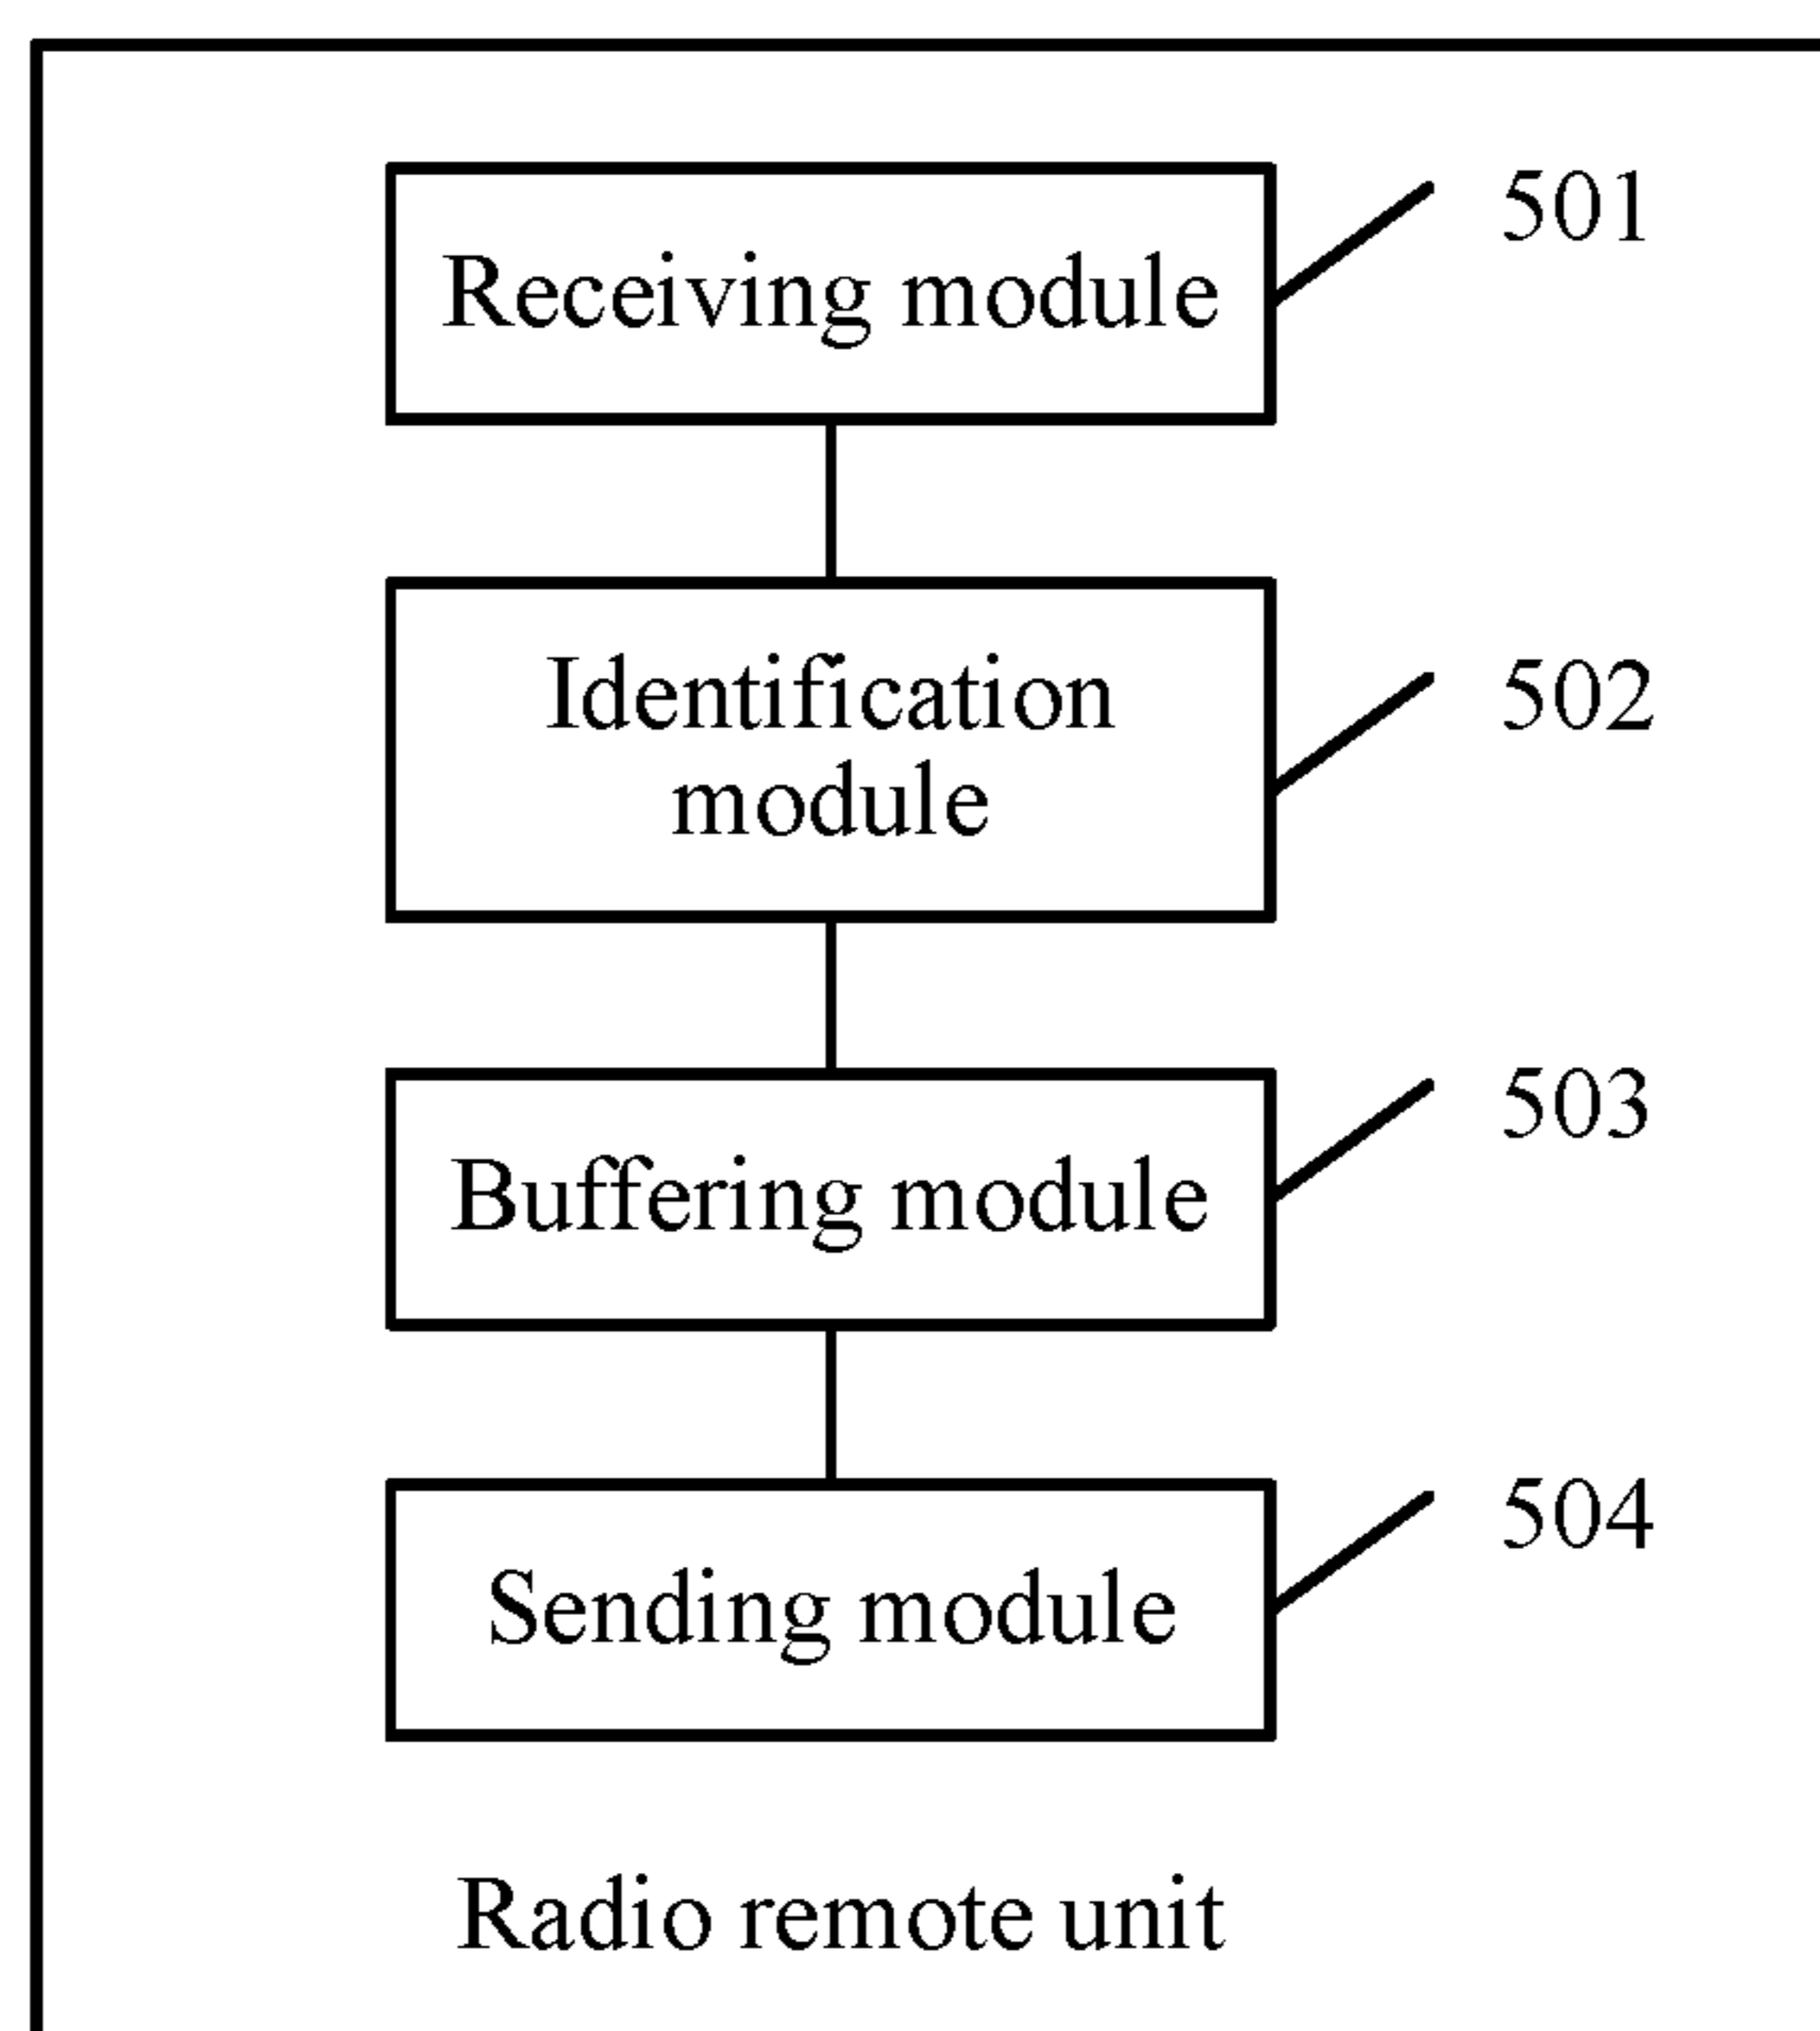 Receiving module
501
Identification
module
502
Buffering module
503
Sending module
504
Radio remote unit